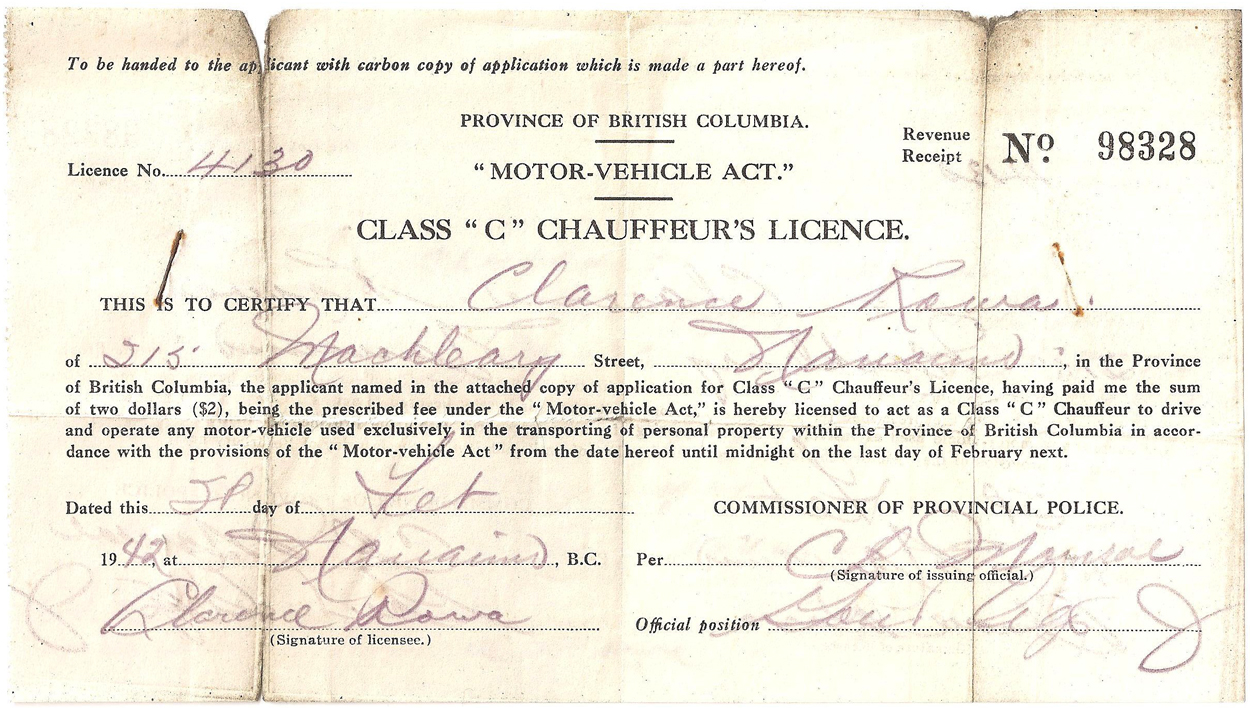 To be handed to the applicant with carbon copy of application which is made a part hereof.
PROVINCE OF BRITISH COLUMBIA.
Revenue Receipt No 98328
Licence No. 4130
“MOTOR-VEHICLE ACT.”
CLASS “C” CHAUFFEUR'S LICENCE.
THIS IS TO CERTIFY THAT Clarence Rowa
of 315 Machleary Street, Nanaimo, in the Province
of British Columbia, the applicant named in the attached copy of application for Class “C” Chauffeur's Licence, having paid me the sum
of two dollars ($2), being the prescribed fee under the “Motor-vehicle Act,” is hereby licensed to act as a Class “C” Chauffeur to drive
and operate any motor-vehicle used exclusively in the transporting of personal property within the Province of British Columbia in accor-
dance with the provisions of the “Motor-vehicle Act” from the date hereof until midnight on the last day of February next.
Dated this day of Feb
COMMISSIONER OF PROVINCIAL POLICE.
1942, at Nanaimo, B.C.
Per
(Signature of issuing official.)
Clarence Rowa
(Signature of licensee.)
Official position